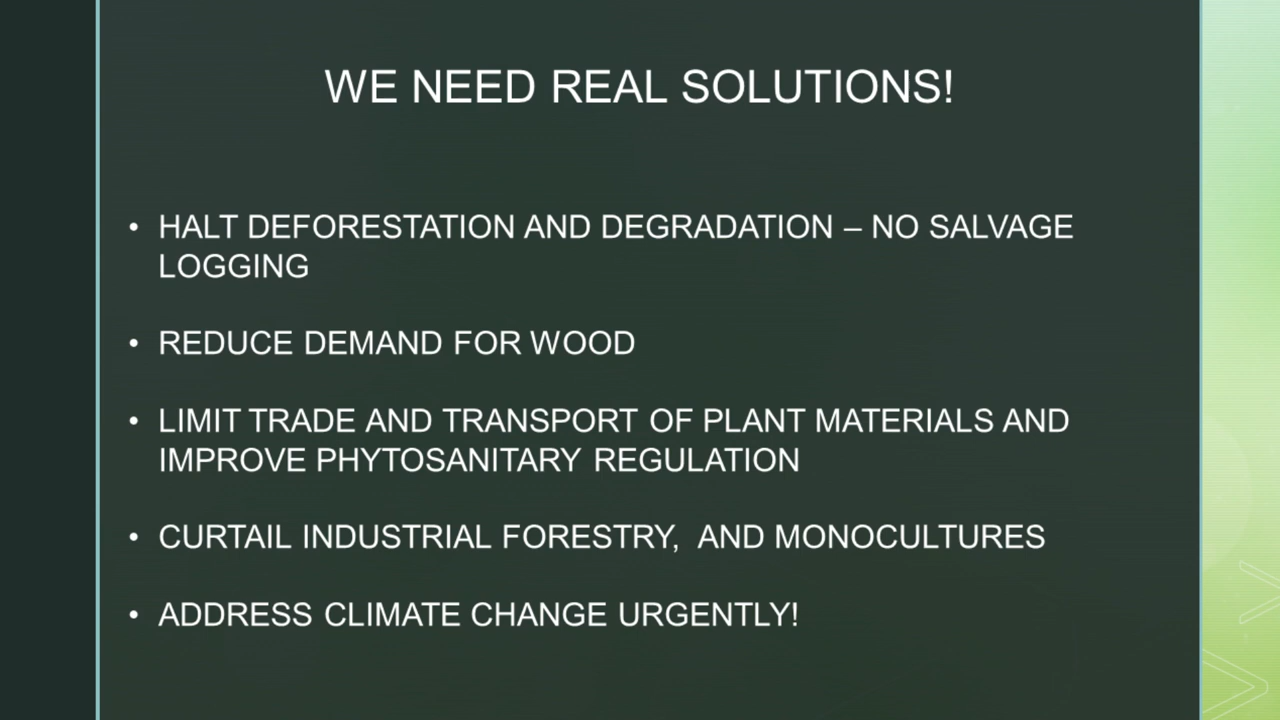 WE NEED REAL SOLUTIONS!
• HALT DEFORESTATION AND DEGRADATION – NO SALVAGE
LOGGING
• REDUCE DEMAND FOR WOOD
• LIMIT TRADE AND TRANSPORT OF PLANT MATERIALS AND
IMPROVE PHYTOSANITARY REGULATION
• CURTAIL INDUSTRIAL FORESTRY,  AND MONOCULTURES
• ADDRESS CLIMATE CHANGE URGENTLY!